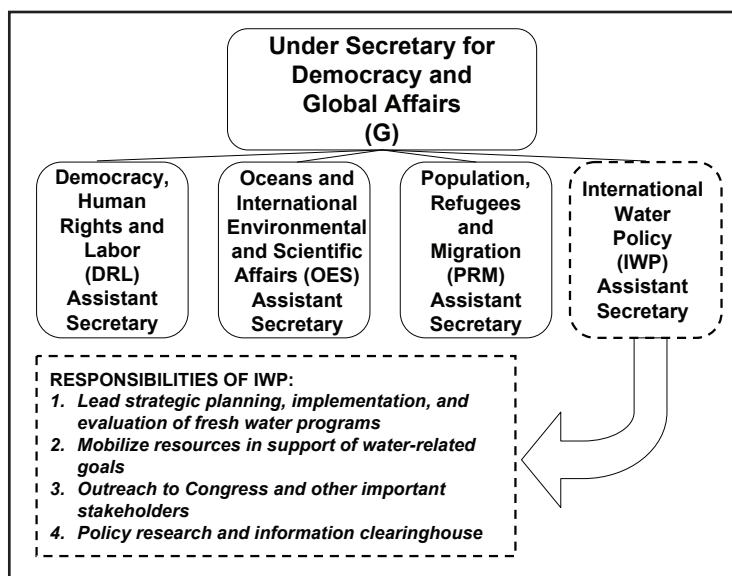 Under Secretary for
Democracy and
Global Affairs
(G)
Democracy,
Human
Rights and
Labor
(DRL)
Assistant
Secretary
Oceans and
International
Environmental
and Scientific
Affairs (OES)
Assistant
Secretary
Population,
Refugees
and
Migration
(PRM)
Assistant
Secretary
International
Water
Policy
(IWP)
Assistant
Secretary
RESPONSIBILITIES OF IWP:
1. Lead strategic planning, implementation, and
evaluation of fresh water programs
2. Mobilize resources in support of water-related
goals
3. Outreach to Congress and other important
stakeholders
4. Policy research and information clearinghouse